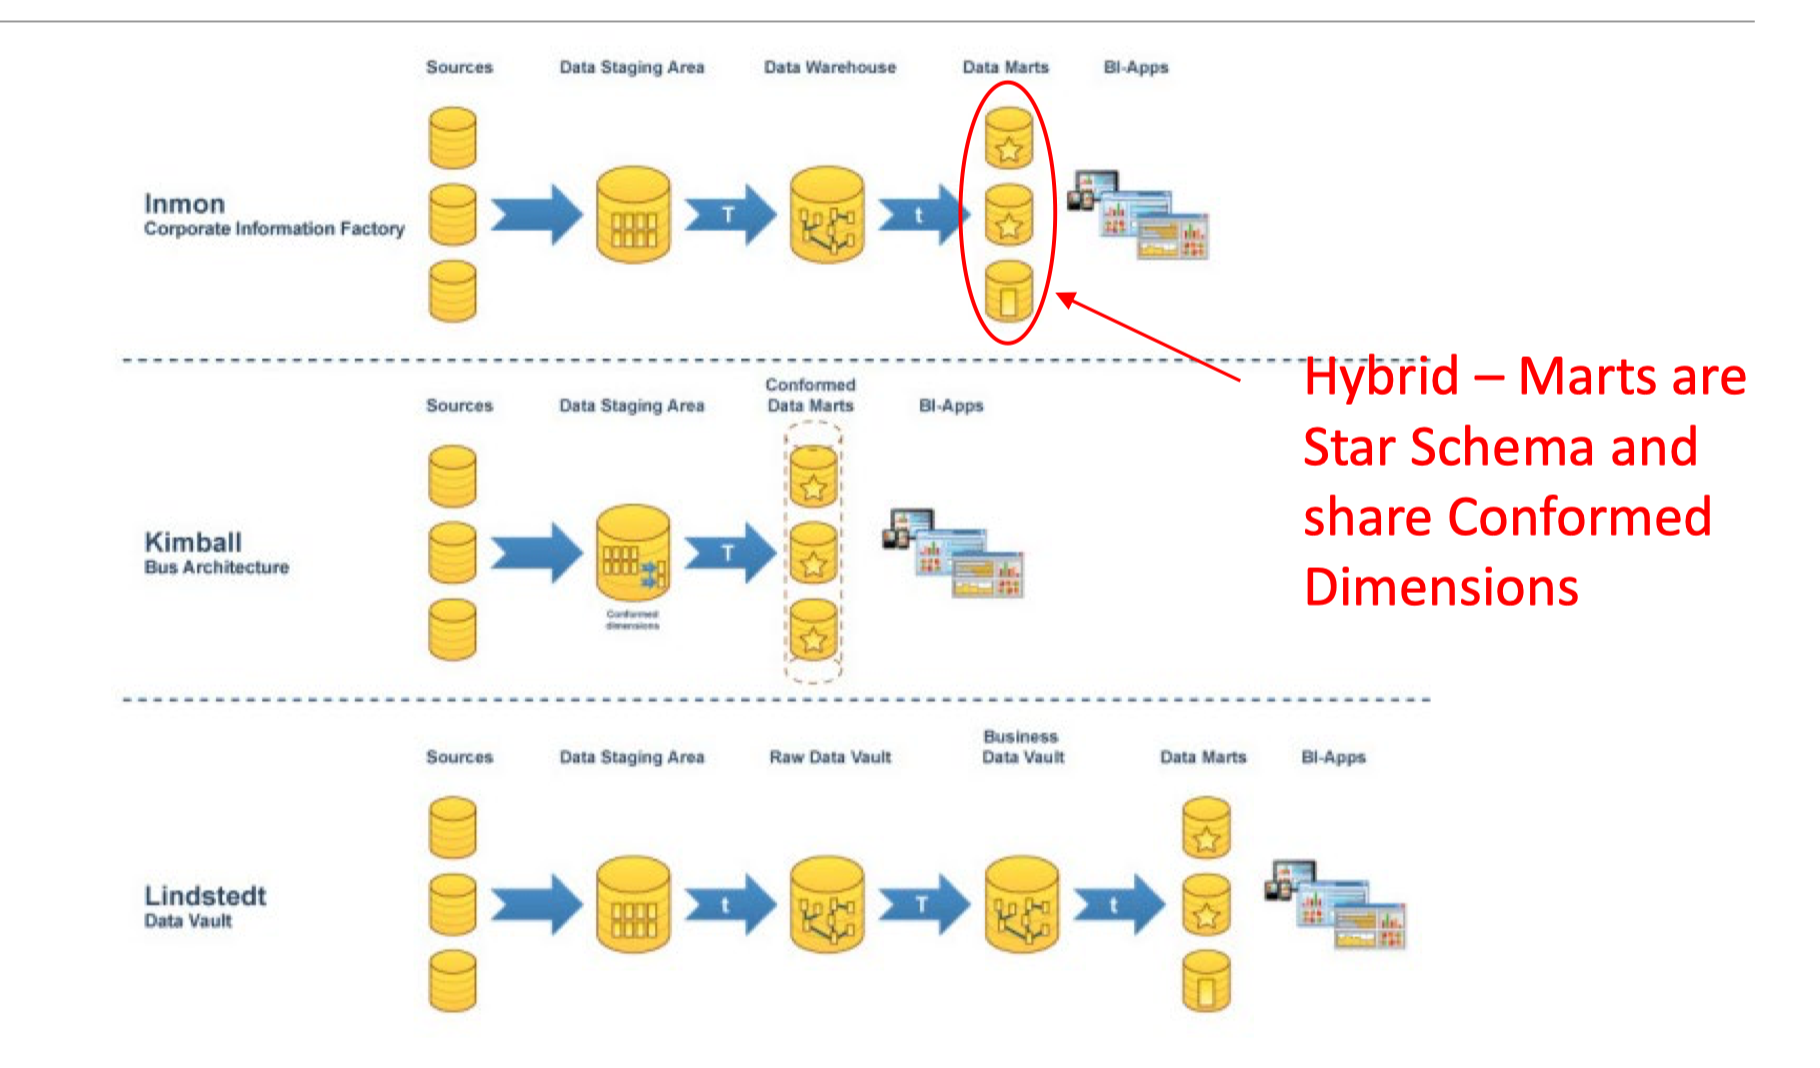 Sources Data Staging Area Data Warehouse Data Marts BI-Apps
Inmon
Corporate Information Factory
T
t
Hybrid – Marts are
Star Schema and
share Conformed
Dimensions
Sources Data Staging Area Conformed
Data Marts BI-Apps
Kimball
Bus Architecture
T
Conformed
dimensions
Sources Data Staging Area Raw Data Vault Business
Data Vault Data Marts BI-Apps
Lindstedt
Data Vault
t
T
t